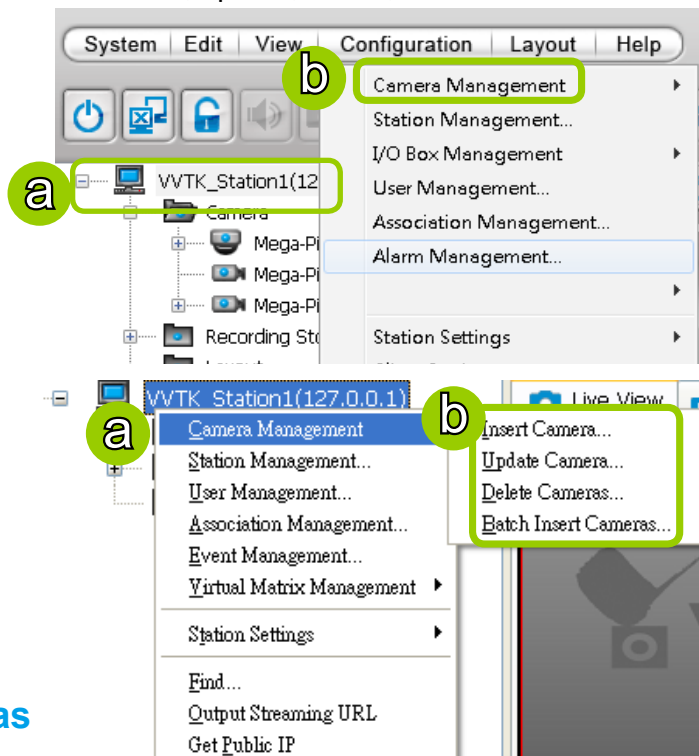 System Edit View Configuration Layout Help
b
Camera Management
Station Management...
I/O Box Management
a
VVTK_Station1(12
User Management...
Camera
Association Management...
Mega-Pi
Alarm Management...
Mega-Pi
Mega-Pi
Recording Sto
Station Settings
VVTK_Station1(127.0.0.1)
Live View
a
b
Camera Management
Insert Camera...
Station Management...
Update Camera...
User Management...
Delete Cameras...
Association Management...
Batch Insert Cameras...
Event Management...
Virtual Matrix Management
Station Settings
Find...
as
Output Streaming URL
Get Public IP